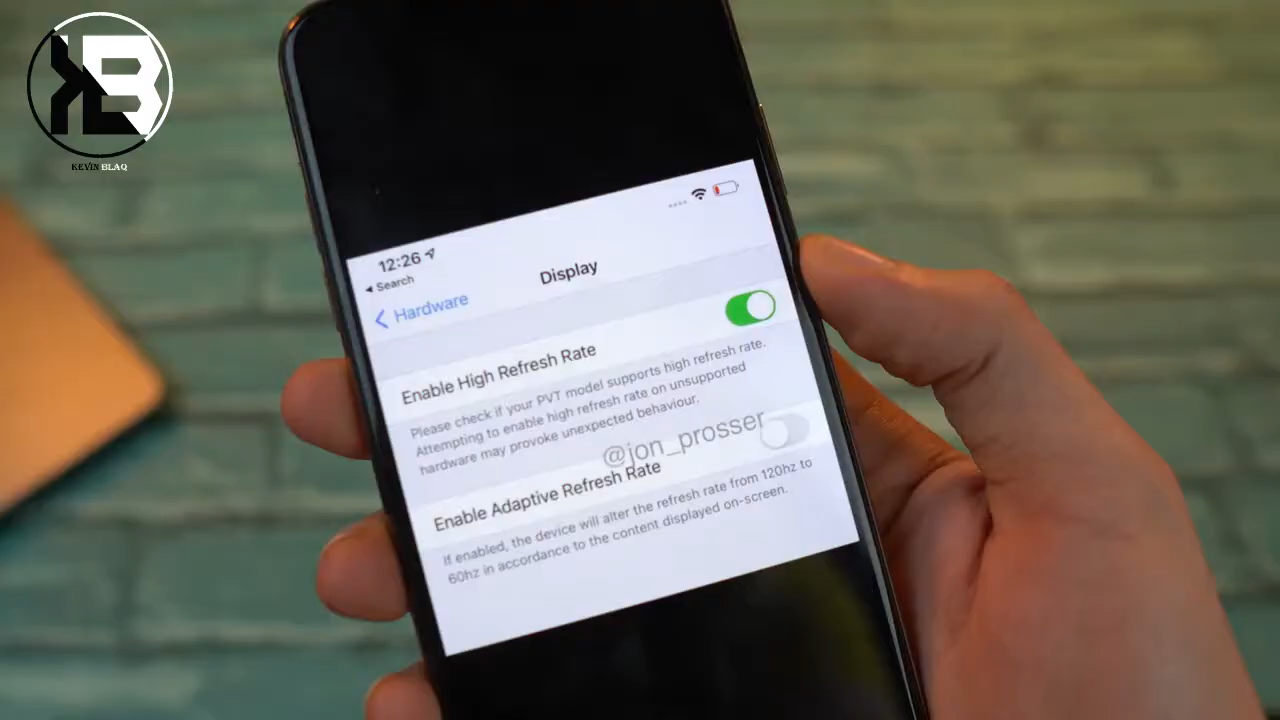 KB
KEVIN BLAQ
12:26
Search
Hardware
Display
Enable High Refresh Rate
Please check if your PVT model supports high refresh rate.
Attempting to enable high refresh rate on unsupported
hardware may provoke unexpected behaviour.
@jon_prosser
Enable Adaptive Refresh Rate
If enabled, the device will alter the refresh rate from 120hz to
60hz in accordance to the content displayed on-screen.